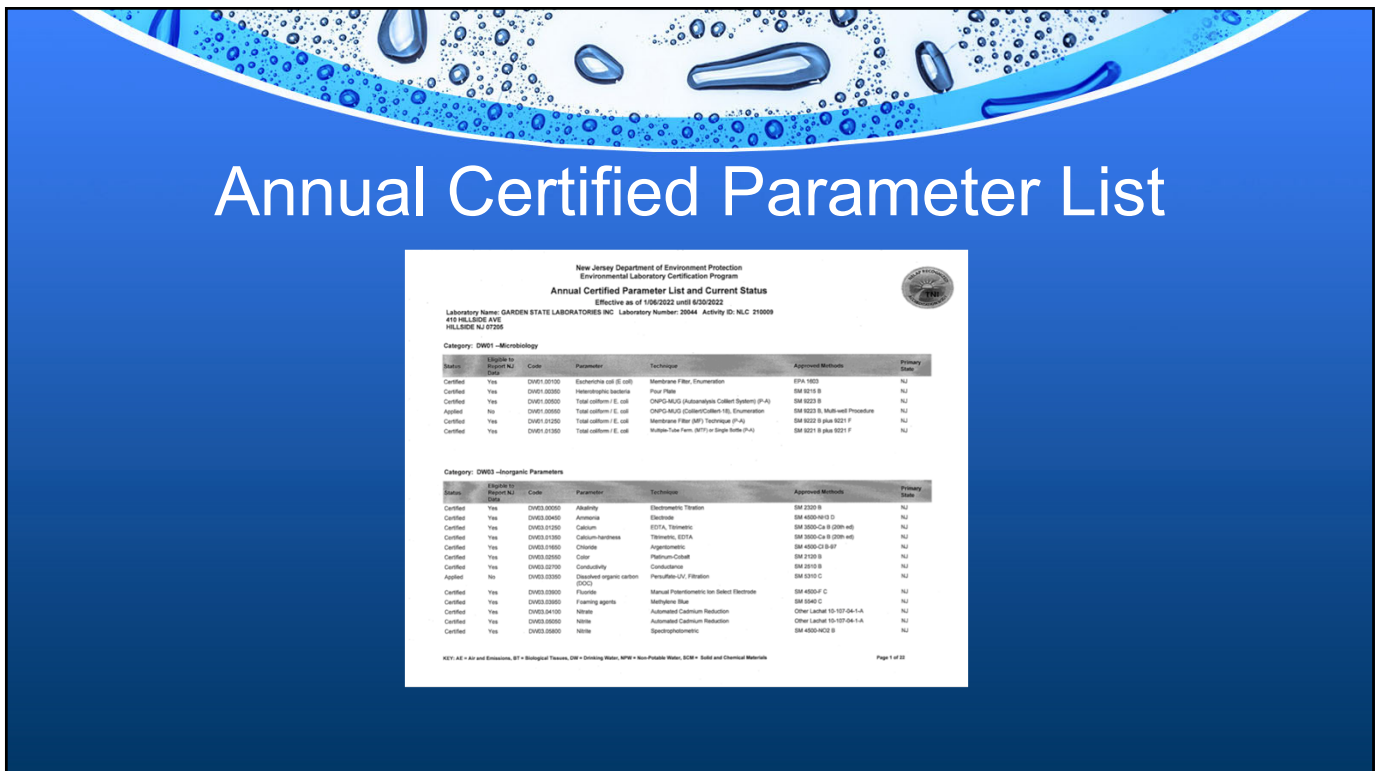 Annual Certified Parameter List
New Jersey Department of Environment Protection
Environmental Laboratory Certification Program
Annual Certified Parameter List and Current Status
Effective as of 1/06/2022 until 6/30/2022
Laboratory Name: GARDEN STATE LABORATORIES INC Laboratory Number: 20044 Activity ID: NLC 210009
410 HILLSIDE AVE
HILLSIDE NJ 07205
TNI
Category: DW01 --Microbiology
Status Eligible to Report NJ Data Code Parameter Technique Approved Methods Primary State
Certified Yes DW01.00100 Escherichia coli (E coli) Membrane Filter, Enumeration EPA 1603 NJ
Certified Yes DW01.00350 Heterotrophic bacteria Pour Plate SM 9215 B NJ
Certified Yes DW01.00500 Total coliform / E. coli ONPG-MUG (Autoanalysis Colilert System) (P-A) SM 9223 B NJ
Applied No DW01.00550 Total coliform / E. coli ONPG-MUG (Colilert/Colilert-18), Enumeration SM 9223 B, Multi-well Procedure NJ
Certified Yes DW01.01250 Total coliform / E. coli Membrane Filter (MF) Technique (P-A) SM 9222 B plus 9221 F NJ
Certified Yes DW01.01350 Total coliform / E. coli Multiple-Tube Ferm. (MTF) or Single Bottle (P-A) SM 9221 B plus 9221 F NJ
Category: DW03 --Inorganic Parameters
Status Eligible to Report NJ Data Code Parameter Technique Approved Methods Primary State
Certified Yes DW03.00050 Alkalinity Electrometric Titration SM 2320 B NJ
Certified Yes DW03.00450 Ammonia Electrode SM 4500-NH3 D NJ
Certified Yes DW03.01250 Calcium EDTA, Titrimetric SM 3500-Ca B (20th ed) NJ
Certified Yes DW03.01350 Calcium-hardness Titrimetric, EDTA SM 3500-Ca B (20th ed) NJ
Certified Yes DW03.01650 Chloride Argentometric SM 4500-Cl B-97 NJ
Certified Yes DW03.02550 Color Platinum-Cobalt SM 2120 B NJ
Certified Yes DW03.02700 Conductivity Conductance SM 2510 B NJ
Applied No DW03.03350 Dissolved organic carbon Persulfate-UV, Filtration SM 5310 C NJ
(DOC)
Certified Yes DW03.03900 Fluoride Manual Potentiometric Ion Select Electrode SM 4500-F C NJ
Certified Yes DW03.03950 Foaming agents Methylene Blue SM 5540 C NJ
Certified Yes DW03.04100 Nitrate Automated Cadmium Reduction Other Lachat 10-107-04-1-A NJ
Certified Yes DW03.05050 Nitrite Automated Cadmium Reduction Other Lachat 10-107-04-1-A NJ
Certified Yes DW03.05800 Nitrite Spectrophotometric SM 4500-NO2 B NJ
KEY: AE = Air and Emissions, BT = Biological Tissues, DW = Drinking Water, NPW = Non-Potable Water, SCM = Solid and Chemical Materials Page 1 of 22